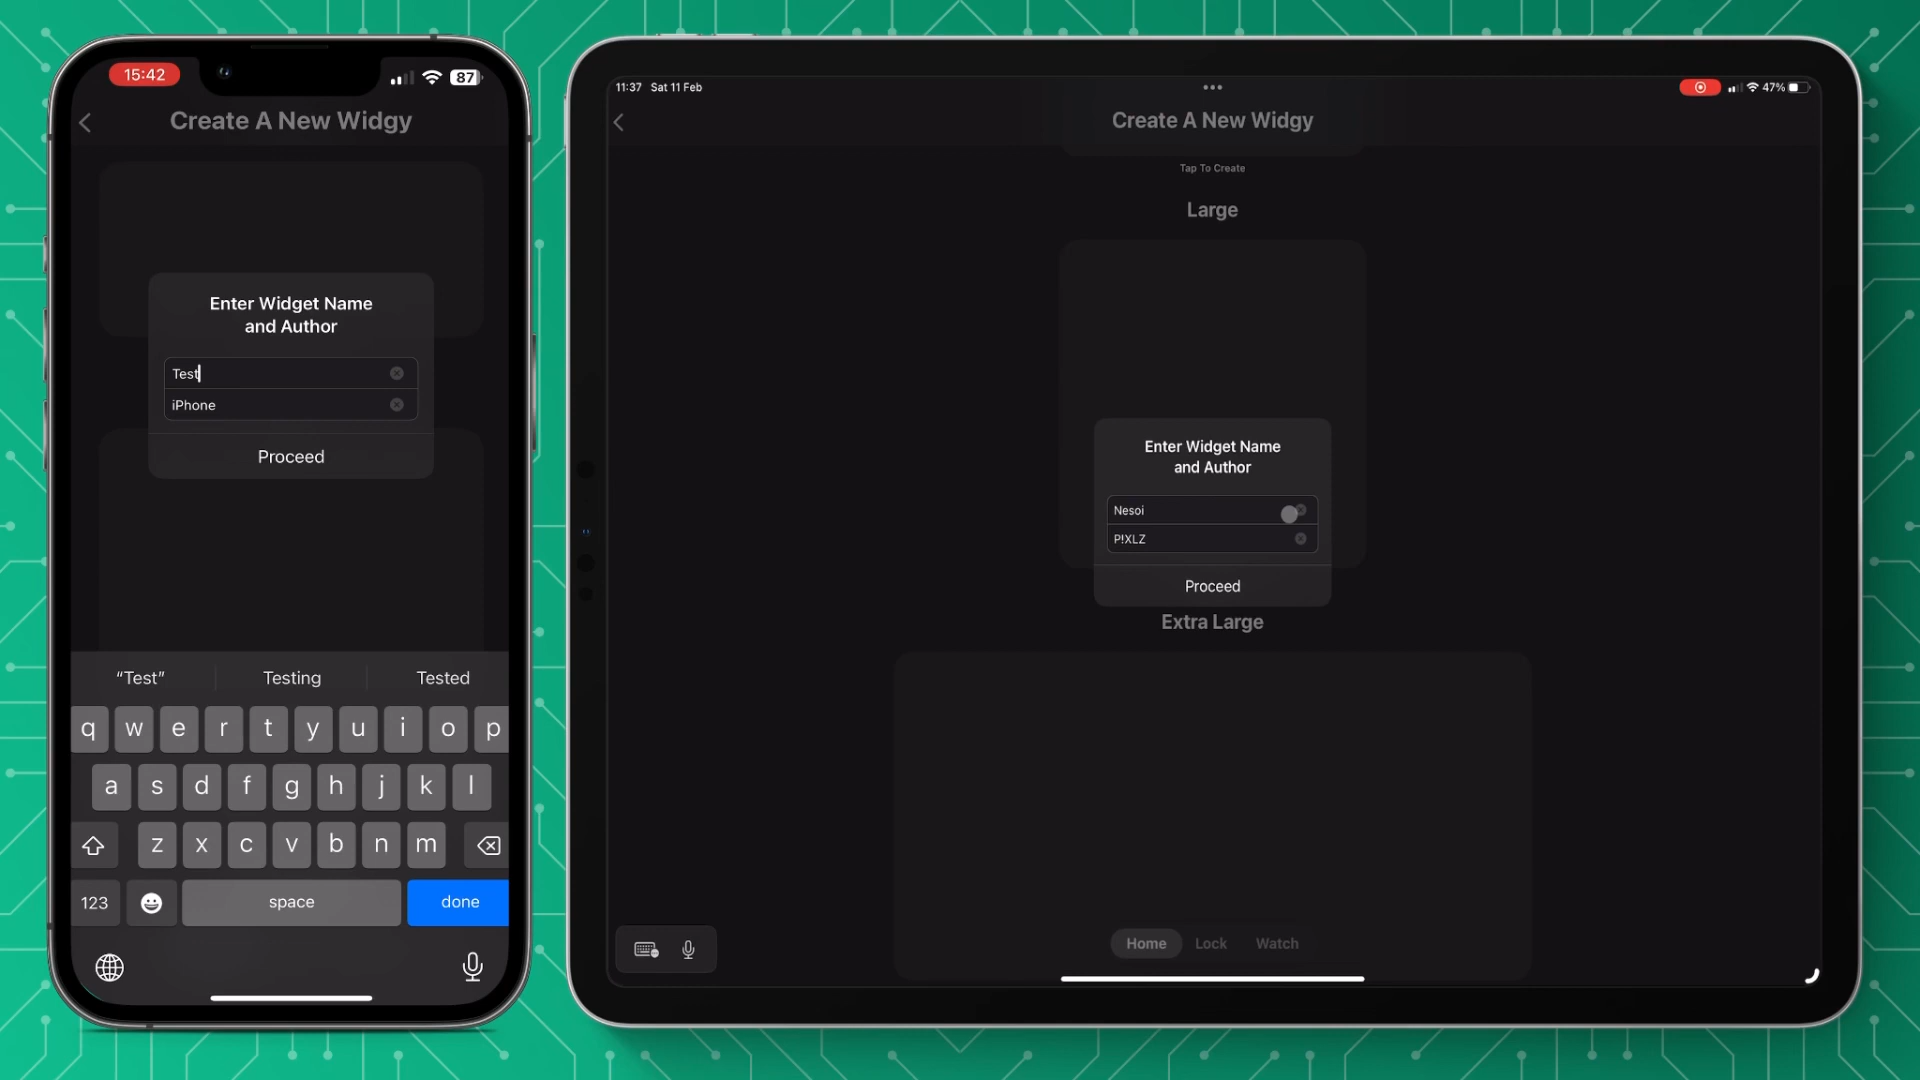 15:42
87
Create A New Widgy
Enter Widget Name
and Author
Test
iPhone
Proceed
“Test”
Testing
Tested
q w e r t y u i o p
a s d f g h j k l
z x c v b n m
123
space
done
11:37 Sat 11 Feb
47%
Create A New Widgy
Tap To Create
Large
Enter Widget Name
and Author
Nesoi
P!XLZ
Proceed
Extra Large
Home
Lock
Watch